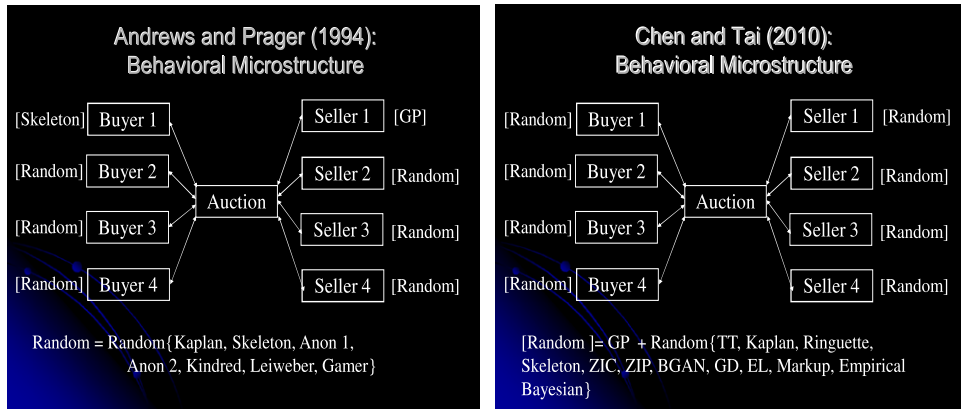 Andrews and Prager (1994):
Behavioral Microstructure
[Skeleton] Buyer 1
Seller 1 [GP]
[Random] Buyer 2
Seller 2 [Random]
Auction
[Random] Buyer 3
Seller 3 [Random]
[Random] Buyer 4
Seller 4 [Random]
Random = Random{Kaplan, Skeleton, Anon 1,
Anon 2, Kindred, Leiweber, Gamer}
Chen and Tai (2010):
Behavioral Microstructure
[Random] Buyer 1
Seller 1 [Random]
[Random] Buyer 2
Seller 2 [Random]
Auction
[Random] Buyer 3
Seller 3 [Random]
[Random] Buyer 4
Seller 4 [Random]
[Random ]= GP + Random{TT, Kaplan, Ringuette,
Skeleton, ZIC, ZIP, BGAN, GD, EL, Markup, Empirical
Bayesian}